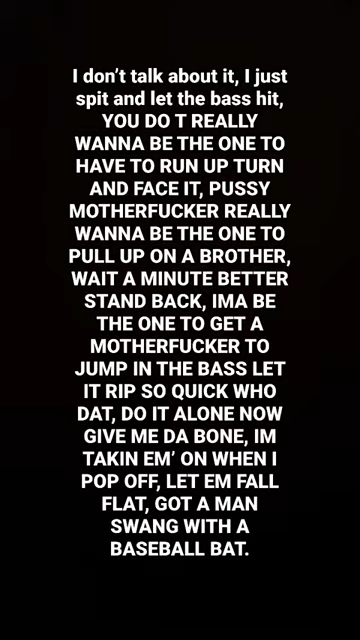 I don’t talk about it, I just
spit and let the bass hit,
YOU DO T REALLY
WANNA BE THE ONE TO
HAVE TO RUN UP TURN
AND FACE IT, PUSSY
MOTHERFUCKER REALLY
WANNA BE THE ONE TO
PULL UP ON A BROTHER,
WAIT A MINUTE BETTER
STAND BACK, IMA BE
THE ONE TO GET A
MOTHERFUCKER TO
JUMP IN THE BASS LET
IT RIP SO QUICK WHO
DAT, DO IT ALONE NOW
GIVE ME DA BONE, IM
TAKIN EM’ ON WHEN I
POP OFF, LET EM FALL
FLAT, GOT A MAN
SWANG WITH A
BASEBALL BAT.